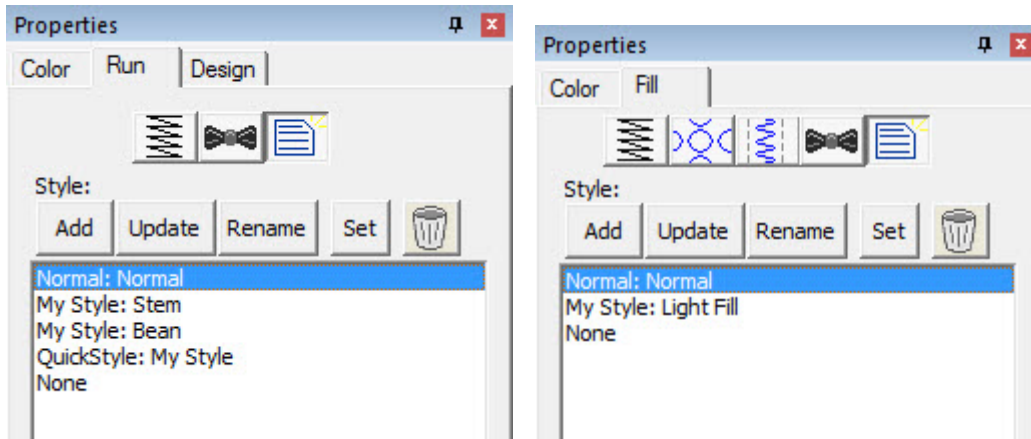 Properties
Color Run Design
Style:
Add Update Rename Set
Normal: Normal
My Style: Stem
My Style: Bean
QuickStyle: My Style
None
Properties
Color Fill
Style:
Add Update Rename Set
Normal: Normal
My Style: Light Fill
None